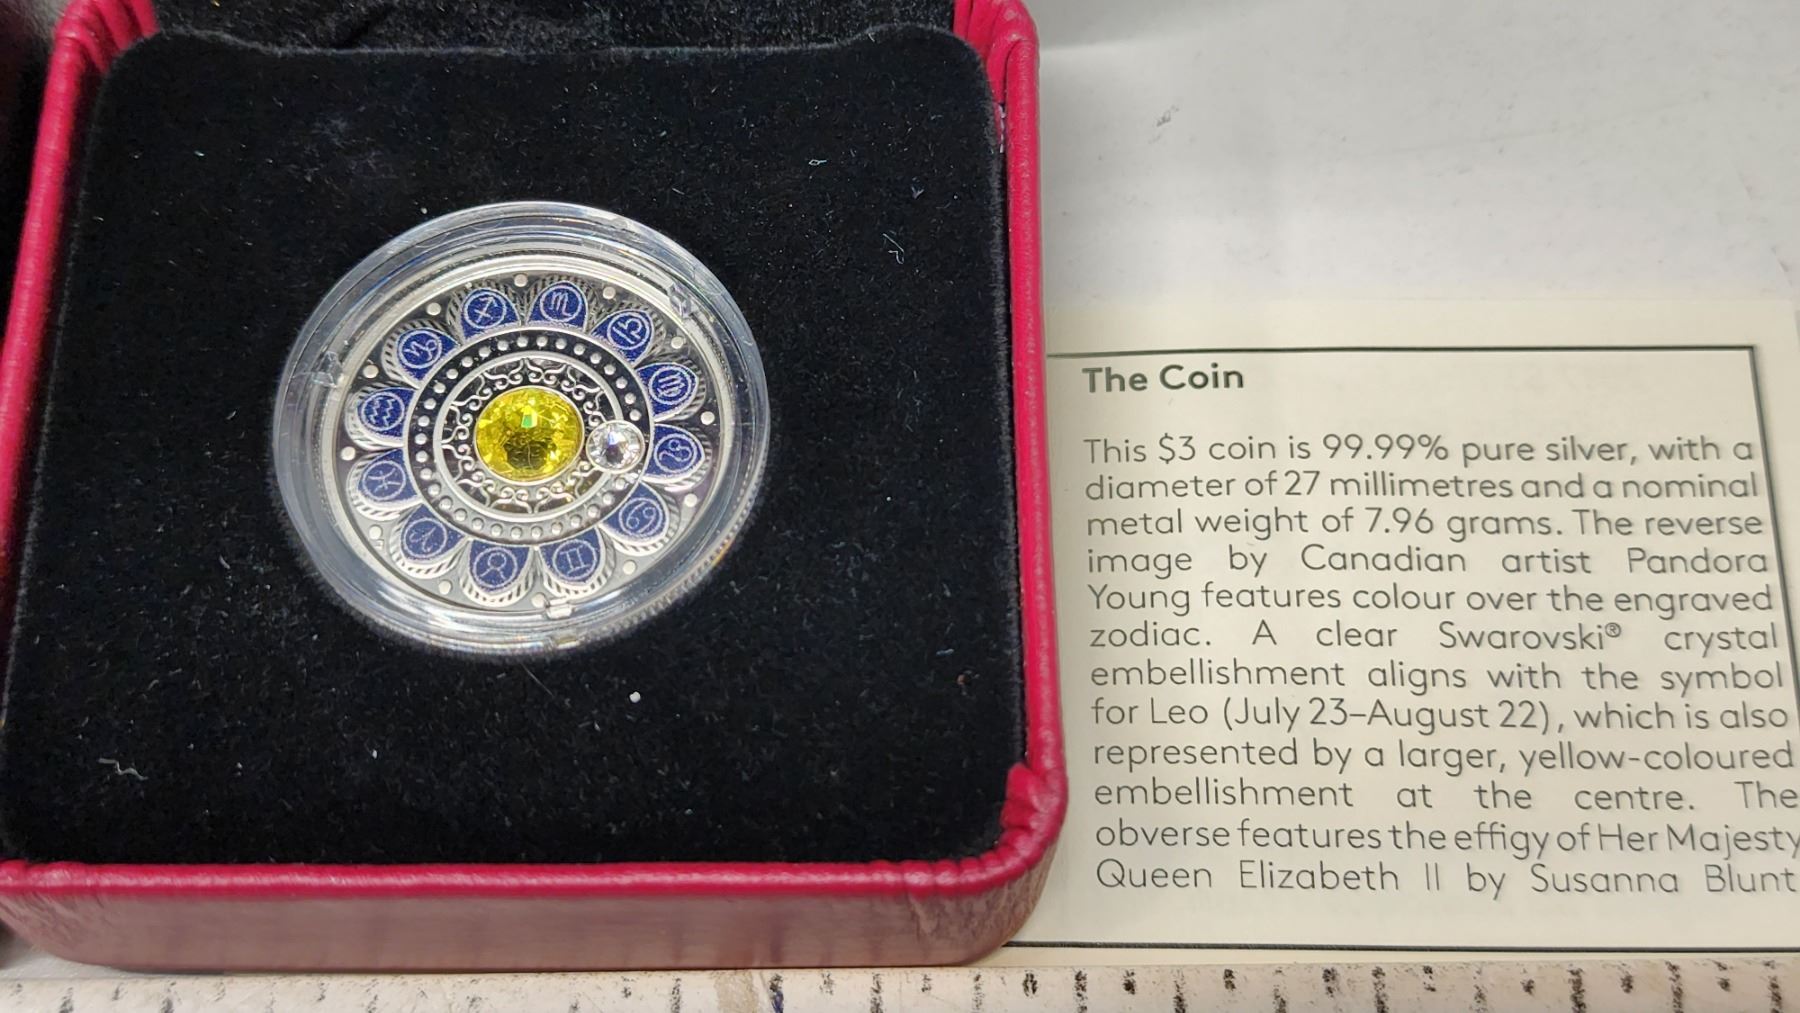 The Coin
This $3 coin is 99.99% pure silver, with a
diameter of 27 millimetres and a nominal
metal weight of 7.96 grams. The reverse
image by Canadian artist Pandora
Young features colour over the engraved
zodiac. A clear Swarovski® crystal
embellishment aligns with the symbol
for Leo (July 23–August 22), which is also
represented by a larger, yellow-coloured
embellishment at the centre. The
obverse features the effigy of Her Majesty
Queen Elizabeth II by Susanna Blunt